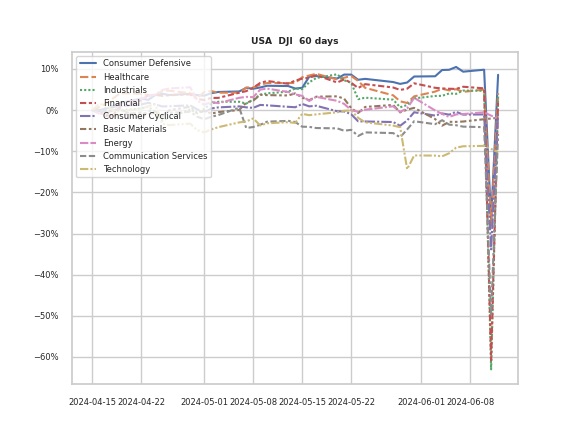 USA DJI 60 days
Consumer Defensive
Healthcare
Industrials
Financial
Consumer Cyclical
Basic Materials
Energy
Communication Services
Technology
10%
0%
−10%
−20%
−30%
−40%
−50%
−60%
2024-04-15 2024-04-22 2024-05-01 2024-05-08 2024-05-15 2024-05-22 2024-06-01 2024-06-08